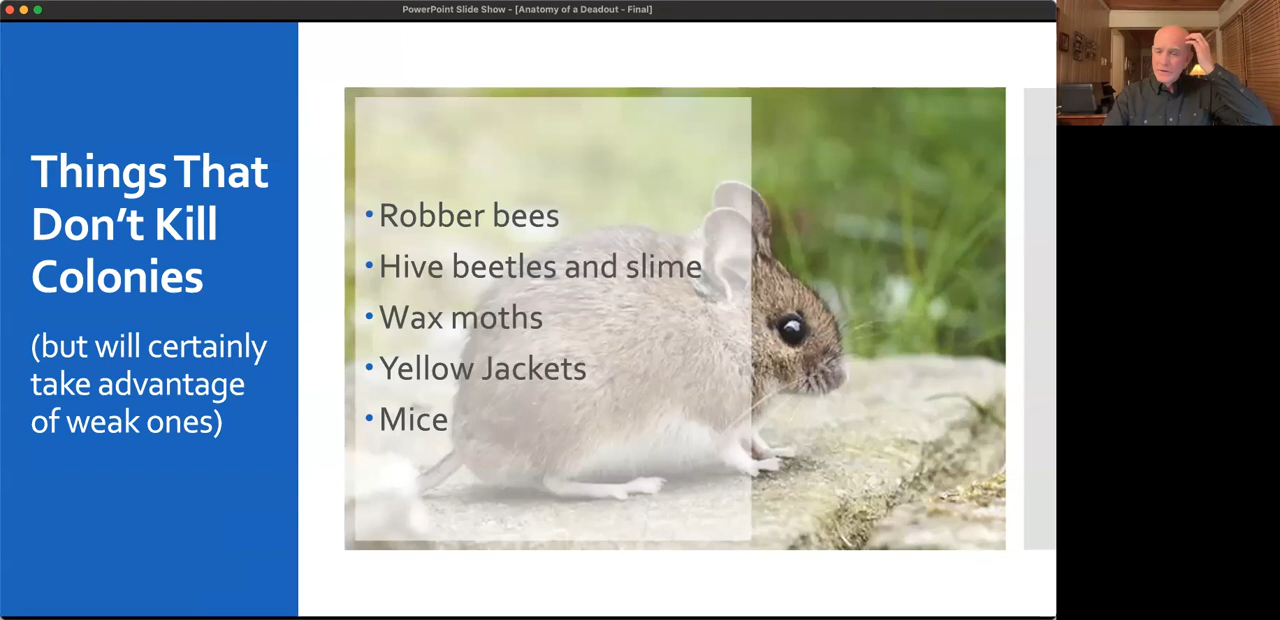 PowerPoint Slide Show - [Anatomy of a Deadout - Final]
Things That
Don't Kill
Colonies
(but will certainly
take advantage
of weak ones)
• Robber bees
• Hive beetles and slime
• Wax moths
• Yellow Jackets
• Mice